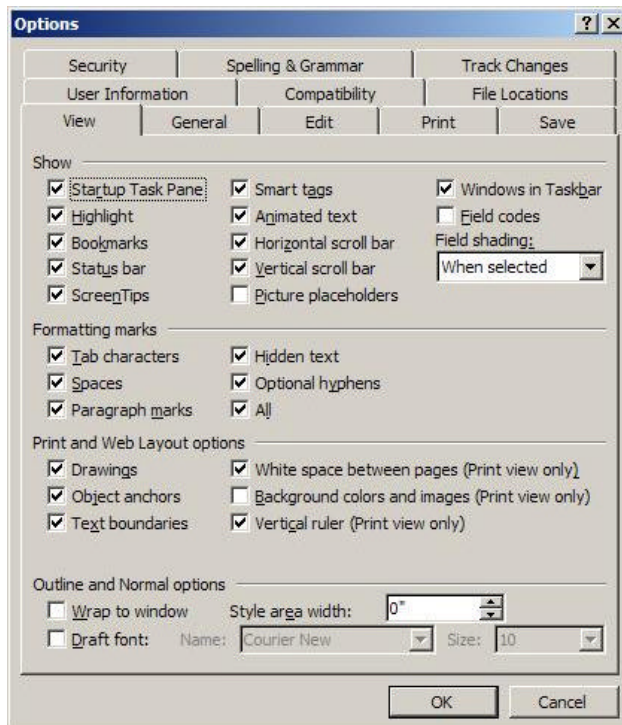 Options
Security Spelling & Grammar Track Changes
User Information Compatibility File Locations
View General Edit Print Save
Show
Startup Task Pane Smart tags Windows in Taskbar
Highlight Animated text Field codes
Bookmarks Horizontal scroll bar Field shading:
Status bar Vertical scroll bar When selected
ScreenTips Picture placeholders
Formatting marks
Tab characters Hidden text
Spaces Optional hyphens
Paragraph marks All
Print and Web Layout options
Drawings White space between pages (Print view only)
Object anchors Background colors and images (Print view only)
Text boundaries Vertical ruler (Print view only)
Outline and Normal options
Wrap to window Style area width: 0"
Draft font: Name: Courier New Size: 10
OK Cancel